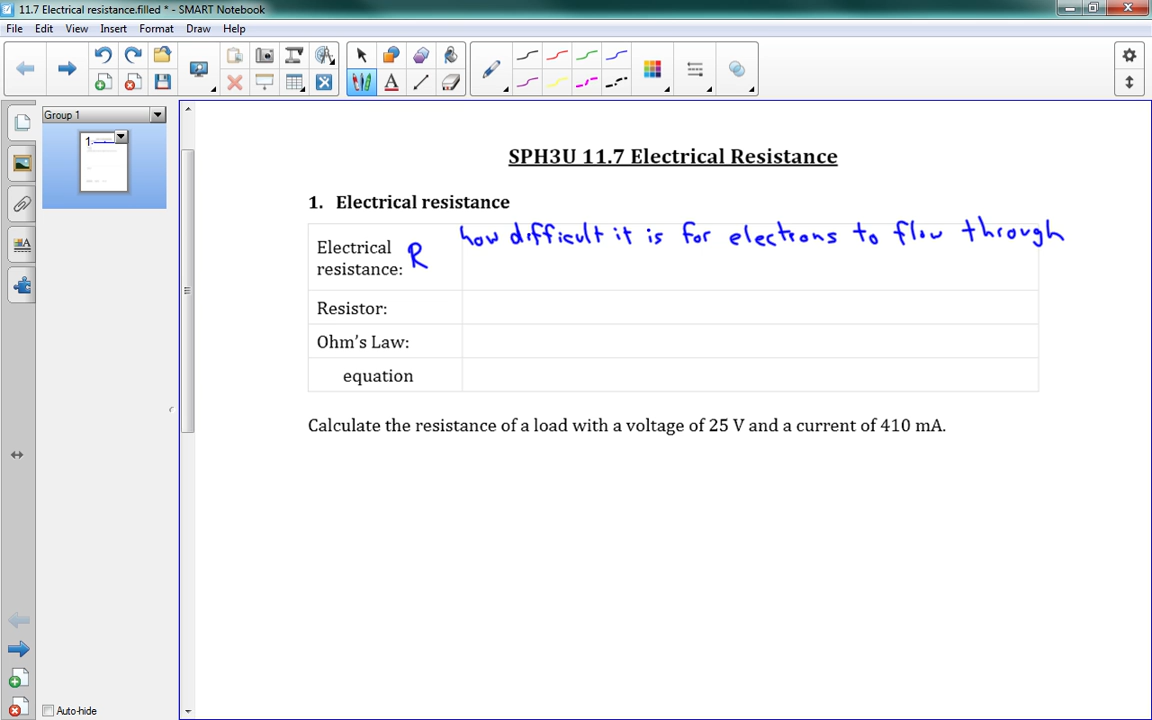 11.7 Electrical resistance.filled * - SMART Notebook
File Edit View Insert Format Draw Help
Group 1
1
SPH3U 11.7 Electrical Resistance
1. Electrical resistance
how difficult it is for electrons to flow through
Electrical resistance: R
Resistor:
Ohm's Law:
equation
Calculate the resistance of a load with a voltage of 25 V and a current of 410 mA.
Auto-hide